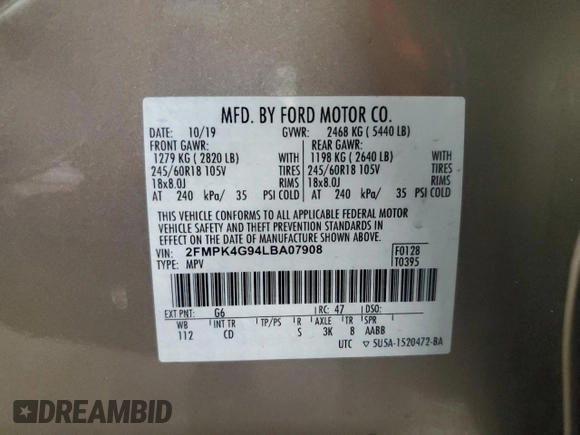 MFD. BY FORD MOTOR CO.
DATE: 10/19 GVWR: 2468 KG (5440 LB)
FRONT GAWR: REAR GAWR:
1279 KG (2820 LB) WITH 1198 KG (2640 LB) WITH
245/60R18 105V TIRES 245/60R18 105V TIRES
18x8.0J RIMS 18x8.0J RIMS
AT 240 kPa/ 35 PSI COLD AT 240 kPa/ 35 PSI COLD
THIS VEHICLE CONFORMS TO ALL APPLICABLE FEDERAL MOTOR
VEHICLE SAFETY AND THEFT PREVENTION STANDARDS IN
EFFECT ON THE DATE OF MANUFACTURE SHOWN ABOVE.
VIN: 2FMPK4G94LBA07908 F0128
TYPE: MPV T0395
EXT PNT: G6 RC: 47 DSO:
WB INT TR TP/PS R AXLE TR SPR
112 CD S 3K 8 AABB
UTC ▽ 5U5A-1520472-BA
DREAMBID